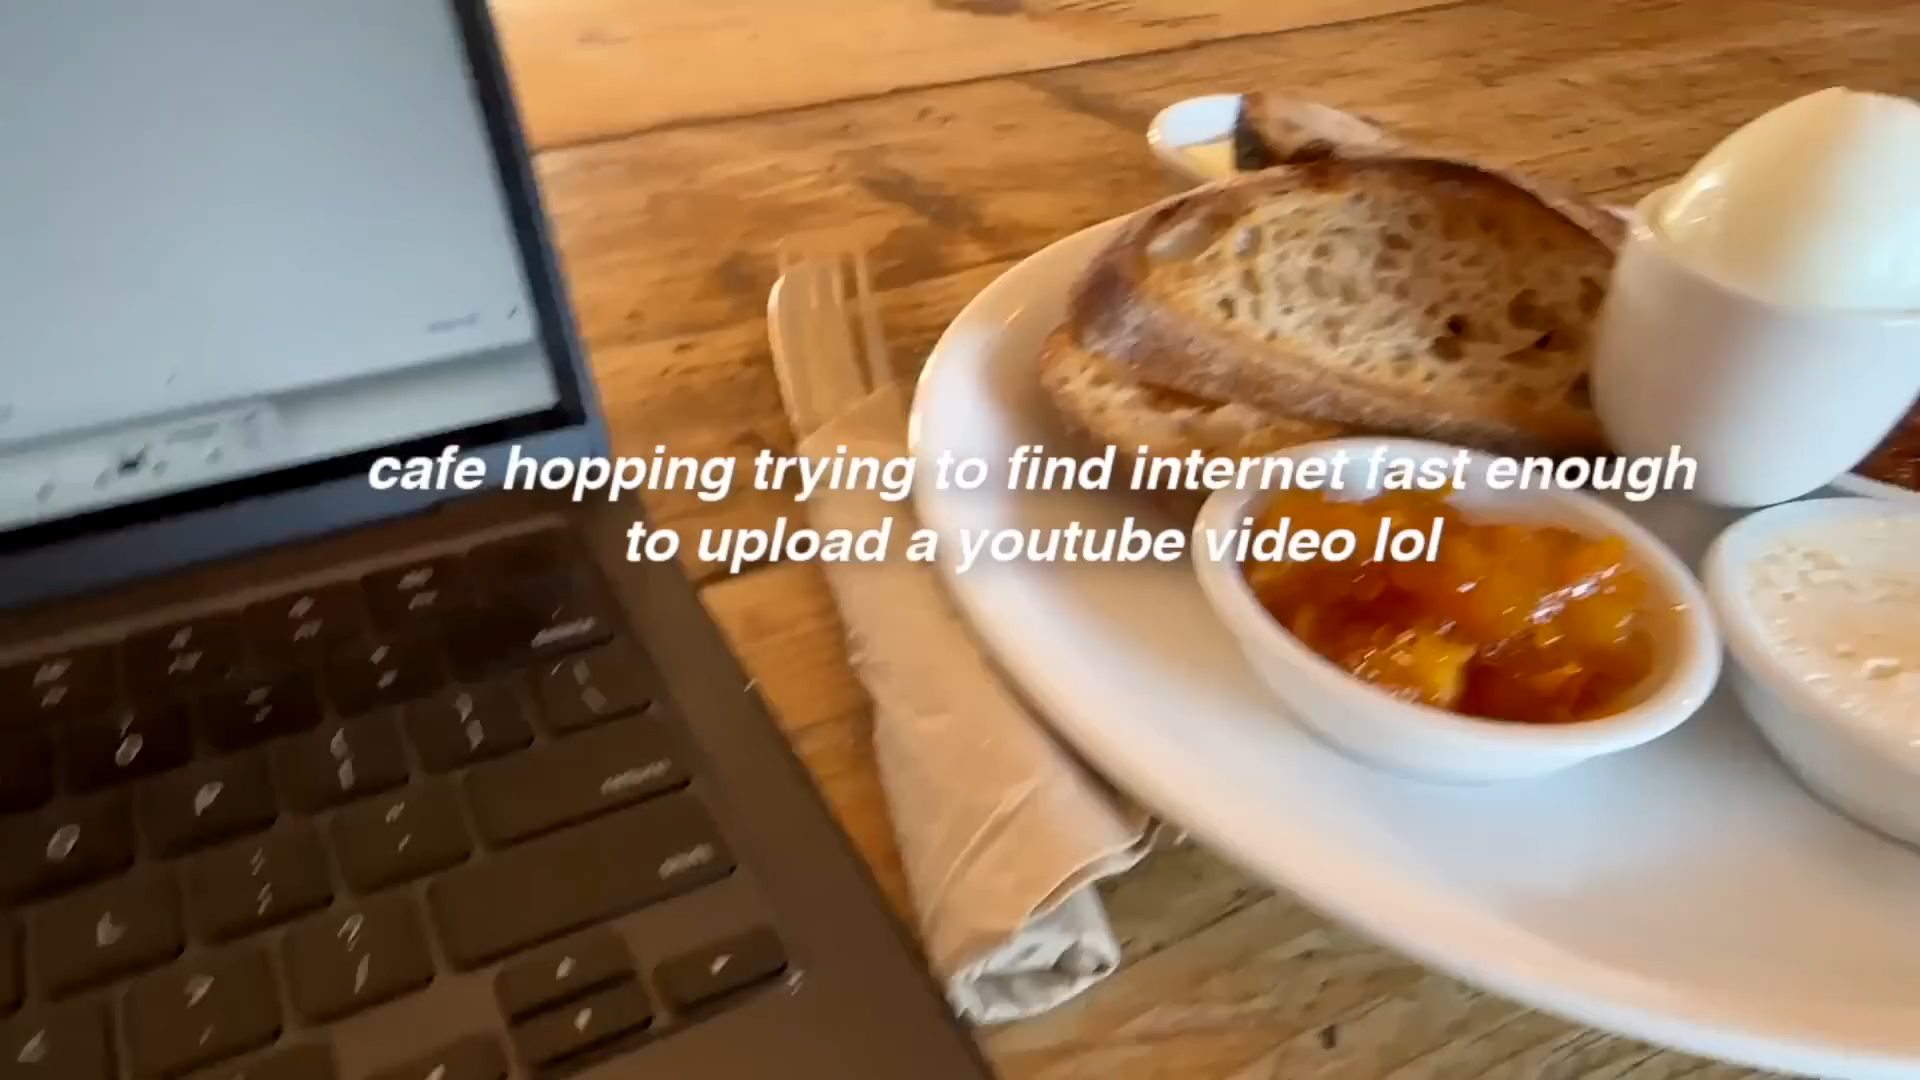 cafe hopping trying to find internet fast enough
to upload a youtube video lol